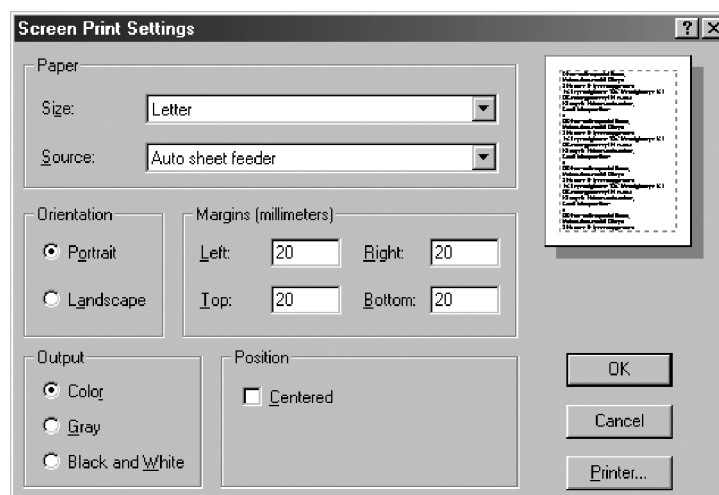 Screen Print Settings
Paper
Size: Letter
Source: Auto sheet feeder
Orientation
Portrait
Landscape
Margins (millimeters)
Left: 20 Right: 20
Top: 20 Bottom: 20
Output
Color
Gray
Black and White
Position
Centered
OK
Cancel
Printer...